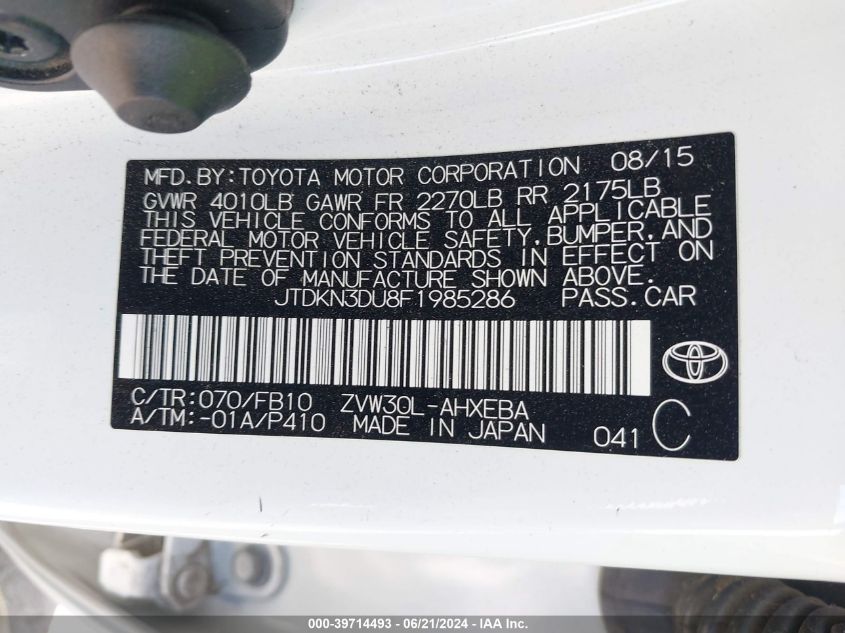 MFD.BY:TOYOTA MOTOR CORPORATION 08/15
GVWR 4010LB GAWR FR 2270LB RR 2175LB
THIS VEHICLE CONFORMS TO ALL APPLICABLE
FEDERAL MOTOR VEHICLE SAFETY,BUMPER,AND
THEFT PREVENTION STANDARDS IN EFFECT ON
THE DATE OF MANUFACTURE SHOWN ABOVE.
JTDKN3DU8F1985286 PASS.CAR
C/TR:070/FB10 ZVW30L-AHXEBA
A/TM:-01A/P410 MADE IN JAPAN 041 C
000-39714493 - 06/21/2024 - IAA Inc.